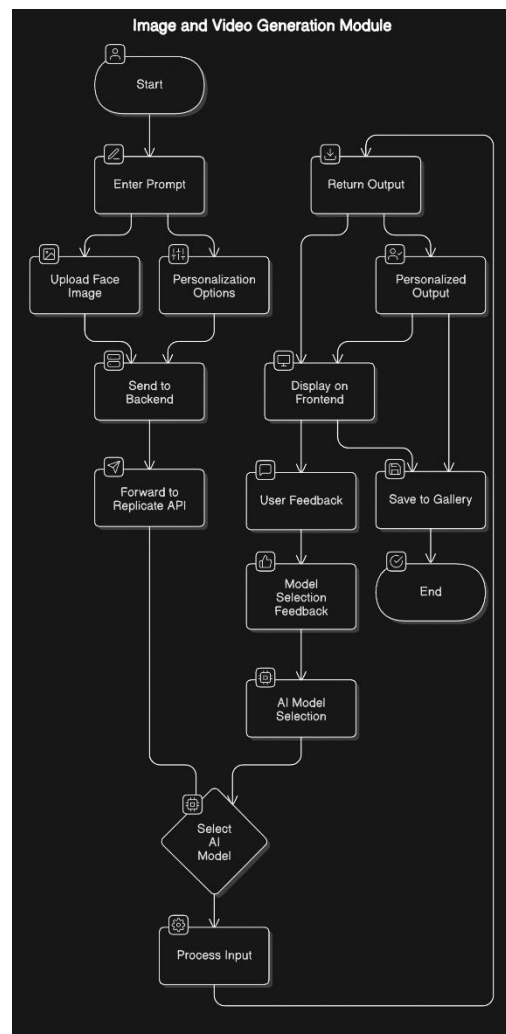 Image and Video Generation Module
Start
Enter Prompt
Return Output
Upload Face
Image
Personalization
Options
Personalized
Output
Send to
Backend
Display on
Frontend
Forward to
Replicate API
User Feedback
Save to Gallery
Model
Selection
Feedback
End
AI Model
Selection
Select
AI
Model
Process Input